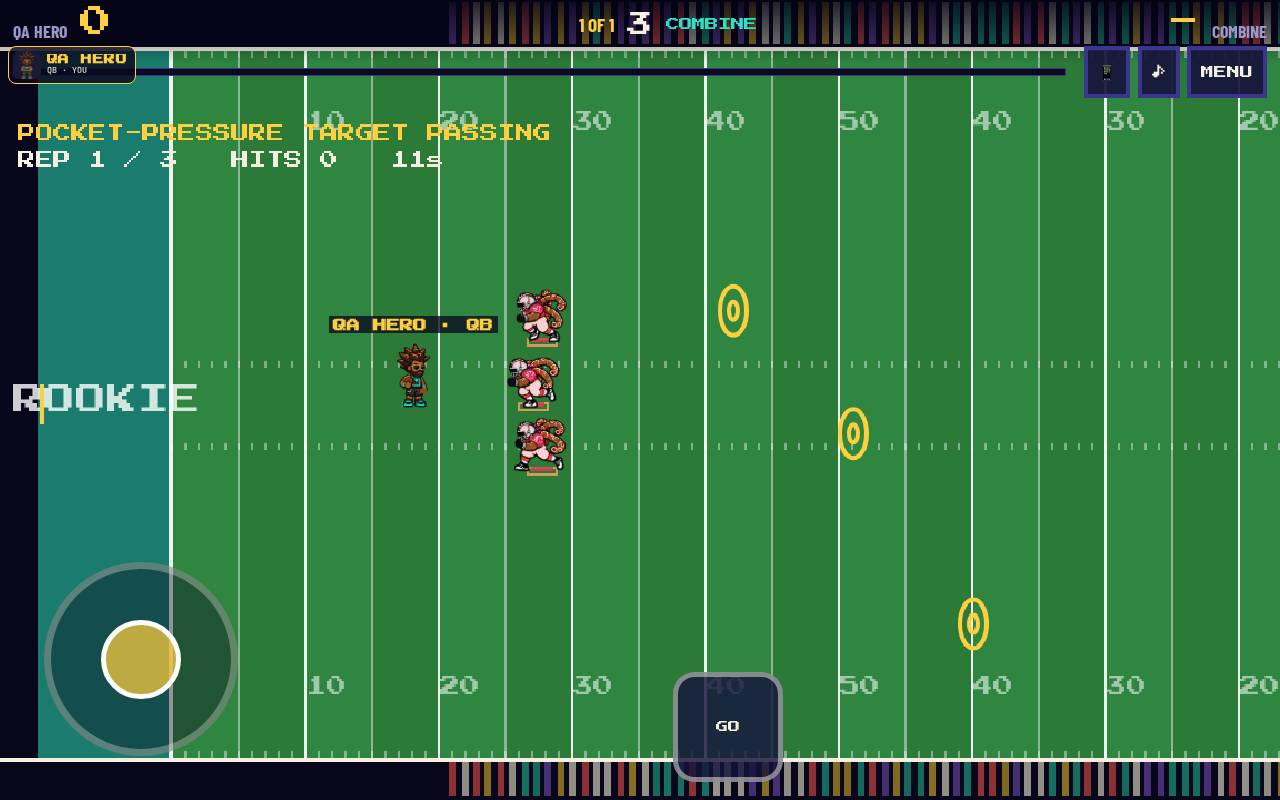 QA HERO 0
1 OF 1 3 COMBINE
COMBINE
QA HERO
QB · YOU
♪
MENU
10 20 30 40 50 40 30 20
POCKET-PRESSURE TARGET PASSING
REP 1 / 3 HITS 0 11s
QA HERO · QB
ROOKIE
10 20 30 40 50 40 30 20
GO